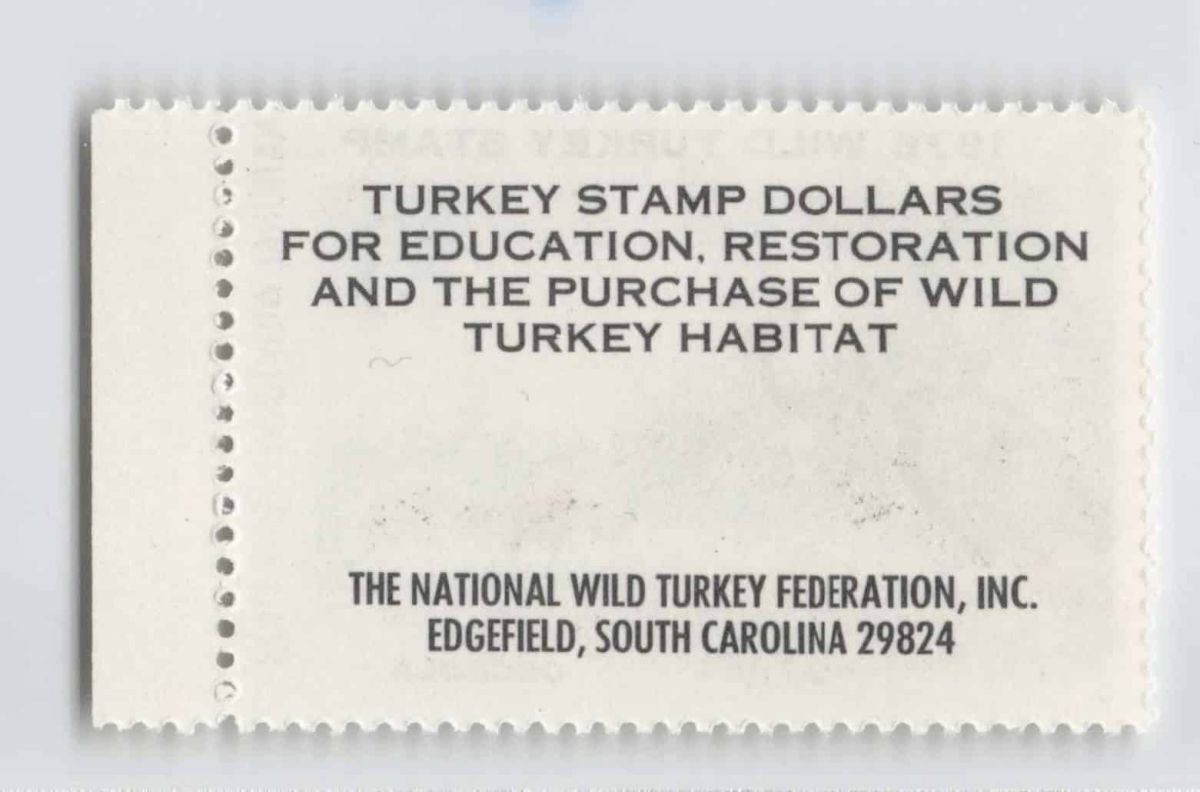 TURKEY STAMP DOLLARS
FOR EDUCATION, RESTORATION
AND THE PURCHASE OF WILD
TURKEY HABITAT
THE NATIONAL WILD TURKEY FEDERATION, INC.
EDGEFIELD, SOUTH CAROLINA 29824